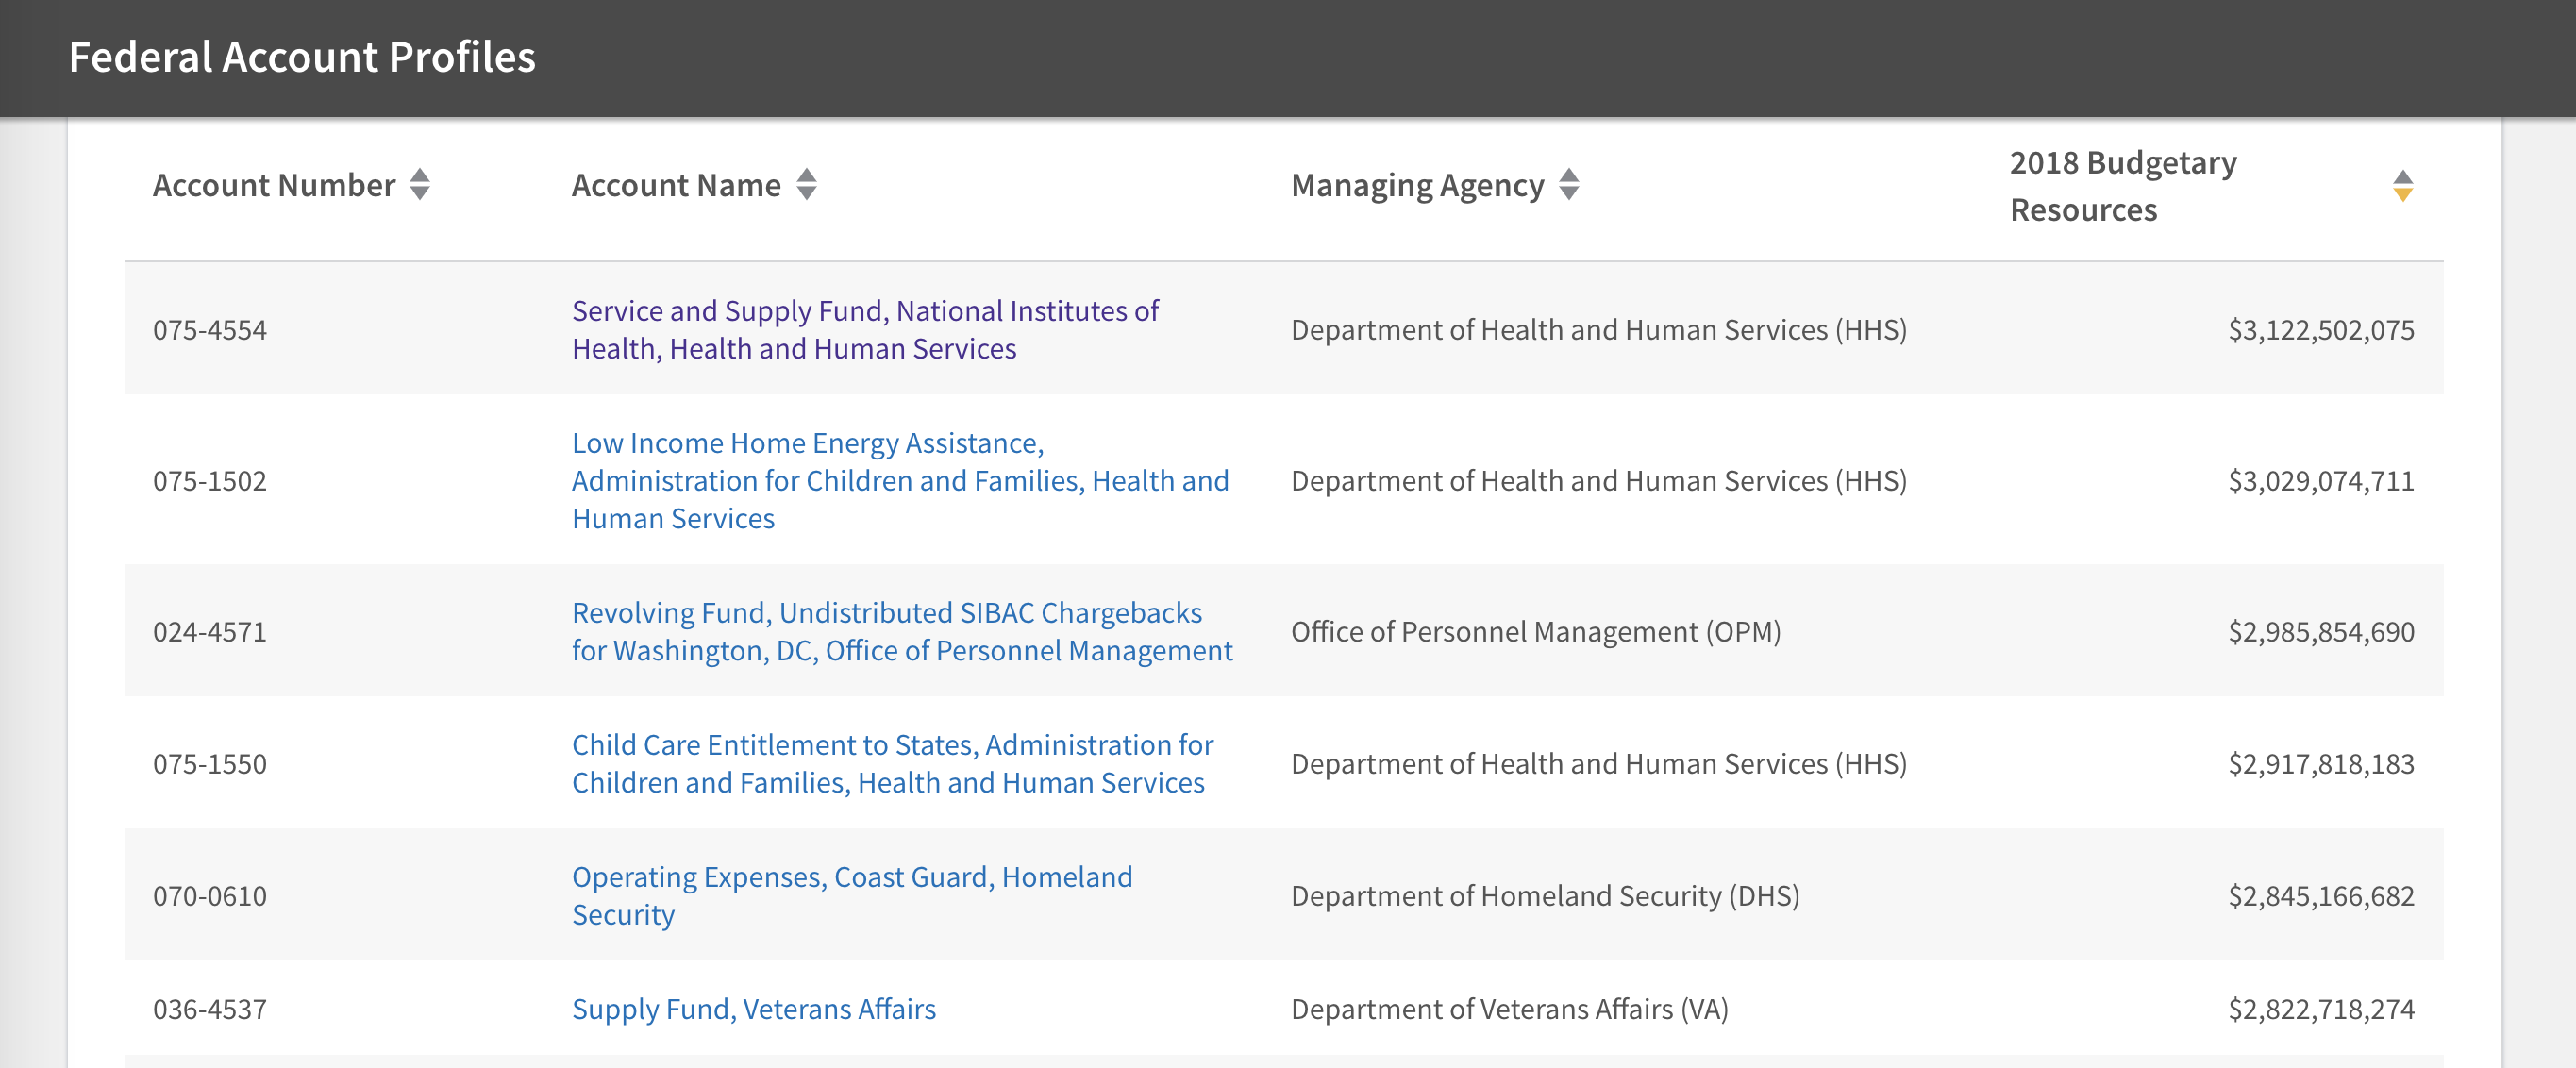 Federal Account Profiles
Account Number
Account Name
Managing Agency
2018 Budgetary
Resources
075-4554
Service and Supply Fund, National Institutes of
Health, Health and Human Services
Department of Health and Human Services (HHS)
$3,122,502,075
075-1502
Low Income Home Energy Assistance,
Administration for Children and Families, Health and
Human Services
Department of Health and Human Services (HHS)
$3,029,074,711
024-4571
Revolving Fund, Undistributed SIBAC Chargebacks
for Washington, DC, Office of Personnel Management
Office of Personnel Management (OPM)
$2,985,854,690
075-1550
Child Care Entitlement to States, Administration for
Children and Families, Health and Human Services
Department of Health and Human Services (HHS)
$2,917,818,183
070-0610
Operating Expenses, Coast Guard, Homeland
Security
Department of Homeland Security (DHS)
$2,845,166,682
036-4537
Supply Fund, Veterans Affairs
Department of Veterans Affairs (VA)
$2,822,718,274